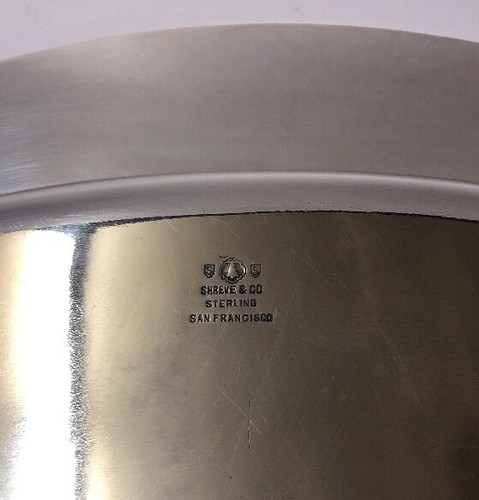 S S
SHREVE & CO
STERLING
SAN FRANCISCO